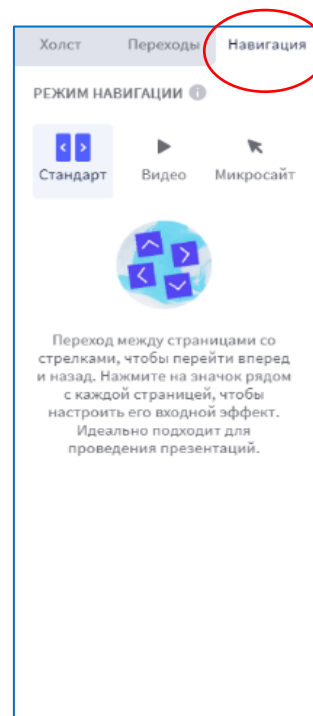 Холст Переходы Навигация
РЕЖИМ НАВИГАЦИИ
Стандарт Видео Микросайт
Переход между страницами со
стрелками, чтобы перейти вперед
и назад. Нажмите на значок рядом
с каждой страницей, чтобы
настроить его входной эффект.
Идеально подходит для
проведения презентаций.